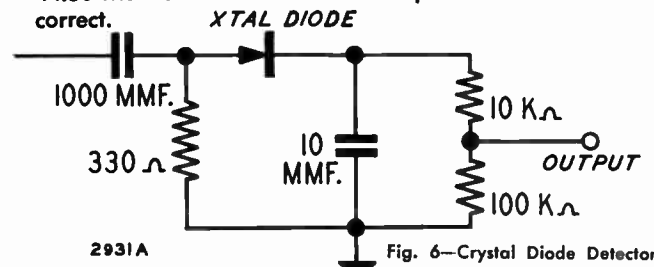 correct.
XTAL DIODE
1000 MMF.
330 Ω
10
MMF.
10 KΩ
OUTPUT
100 KΩ
2931A
Fig. 6—Crystal Diode Detector